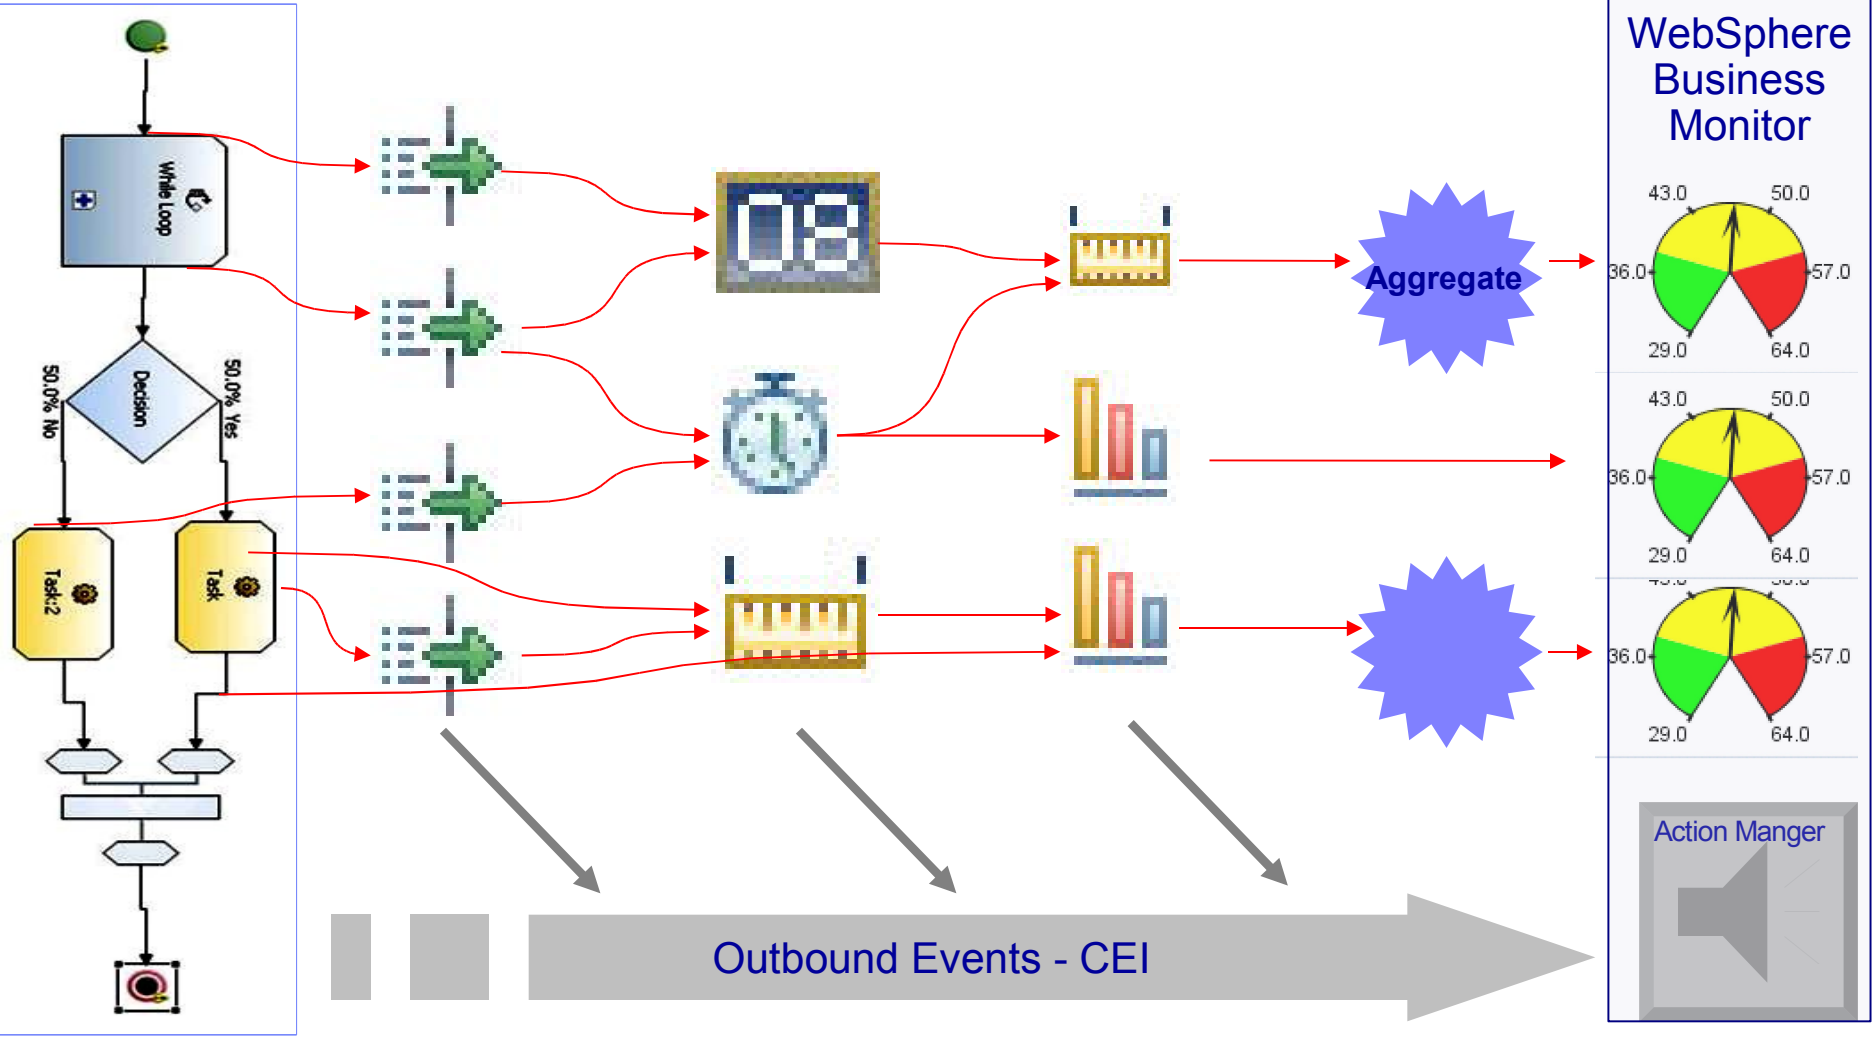 While Loop
Decision
50.0% Yes
50.0% No
Task:2
Task
08
Aggregate
WebSphere
Business
Monitor
43.0 50.0
36.0 57.0
29.0 64.0
43.0 50.0
36.0 57.0
29.0 64.0
36.0 57.0
29.0 64.0
Action Manger
Outbound Events - CEI